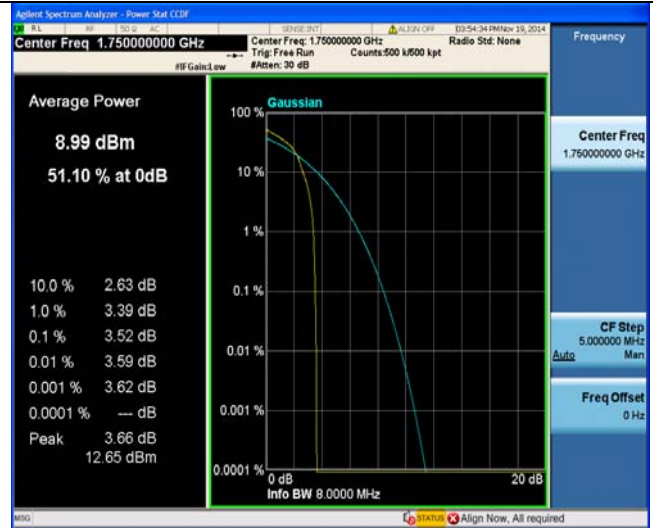 Agilent Spectrum Analyzer - Power Stat CCDF
RL RF 50 Ω AC SENSE:INT ALIGN OFF 03:54:34 PM Nov 19, 2014
Center Freq 1.750000000 GHz
Center Freq: 1.750000000 GHz Radio Std: None
Trig: Free Run Counts:500 k/500 kpt
#IFGain:Low #Atten: 30 dB
Frequency
Average Power
8.99 dBm
51.10 % at 0dB
10.0 % 2.63 dB
1.0 % 3.39 dB
0.1 % 3.52 dB
0.01 % 3.59 dB
0.001 % 3.62 dB
0.0001 % --- dB
Peak 3.66 dB
12.65 dBm
Gaussian
100 %
10 %
1 %
0.1 %
0.01 %
0.001 %
0.0001 %
0 dB 20 dB
Info BW 8.0000 MHz
Center Freq
1.750000000 GHz
CF Step
5.000000 MHz
Auto Man
Freq Offset
0 Hz
MSG STATUS Align Now, All required